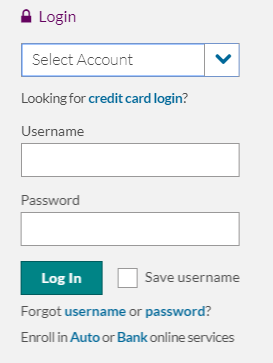 Login
Select Account
Looking for credit card login?
Username
Password
Log In
Save username
Forgot username or password?
Enroll in Auto or Bank online services